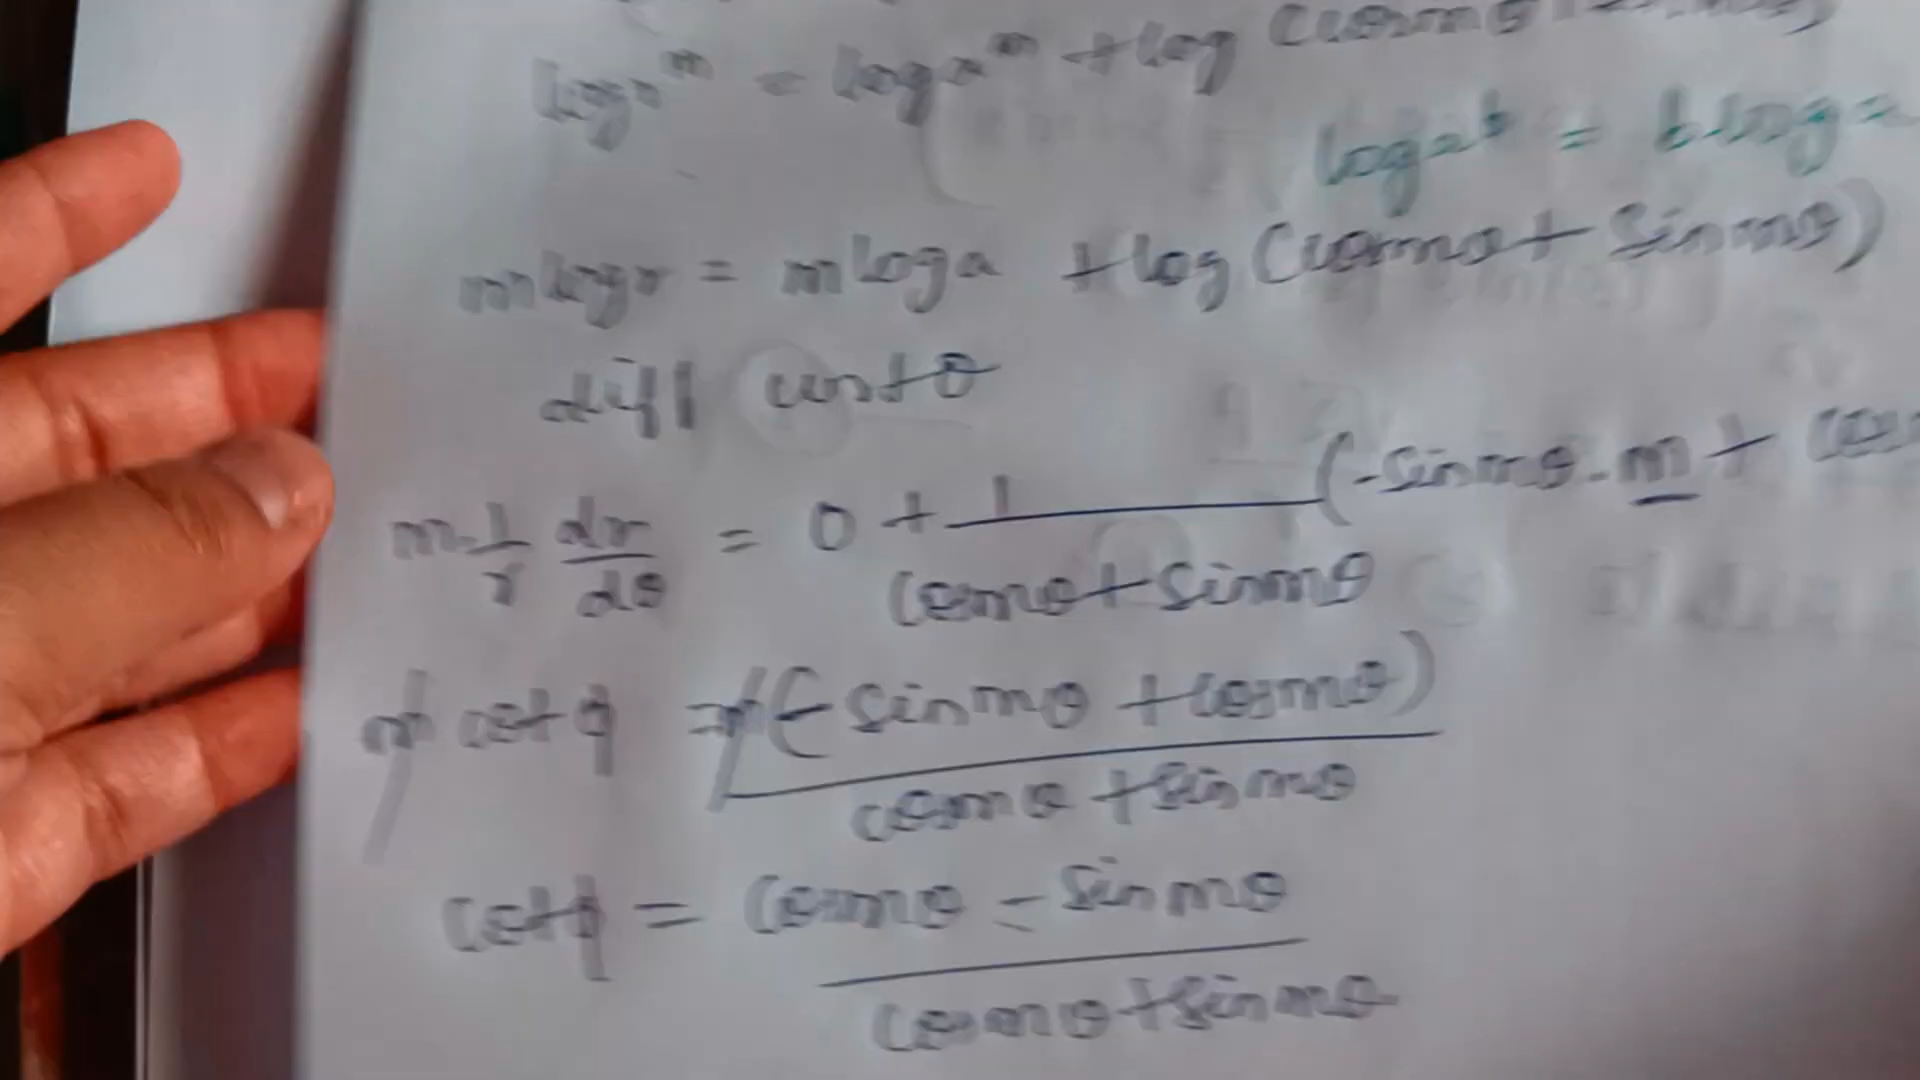 log r^m = log a^m + log (cos mθ + sin mθ)
log a^b = b log a
m log r = m log a + log (cos mθ + sin mθ)
diff w.r.t θ
m · 1/r dr/dθ = 0 + 1/(cos mθ + sin mθ) (-sin mθ · m + cos
m cot φ = m(-sin mθ + cos mθ)/(cos mθ + sin mθ)
cot φ = (cos mθ - sin mθ)/(cos mθ + sin mθ)